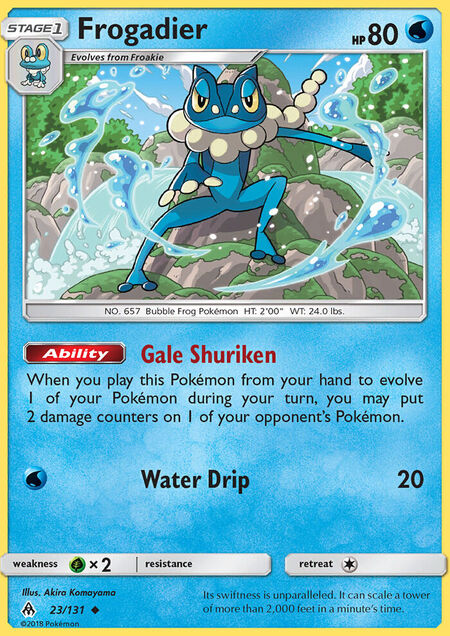 STAGE1 Frogadier HP80
Evolves from Froakie
NO. 657 Bubble Frog Pokémon HT: 2'00" WT: 24.0 lbs.
Ability Gale Shuriken
When you play this Pokémon from your hand to evolve
1 of your Pokémon during your turn, you may put
2 damage counters on 1 of your opponent's Pokémon.
Water Drip 20
weakness ×2 resistance retreat
Illus. Akira Komayama
23/131
©2018 Pokémon
Its swiftness is unparalleled. It can scale a tower
of more than 2,000 feet in a minute's time.